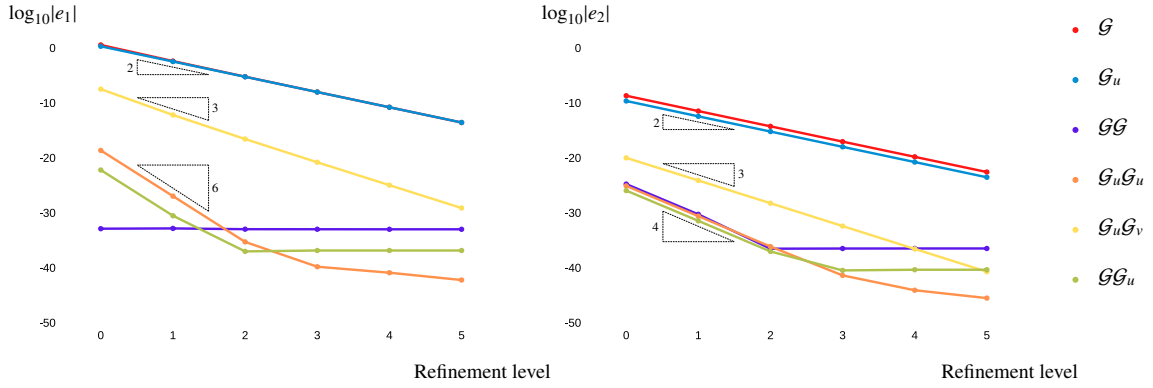 log₁₀|e₁|
0
-10
-20
-30
-40
-50
2
3
6
0 1 2 3 4 5
Refinement level
log₁₀|e₂|
0
-10
-20
-30
-40
-50
2
3
4
0 1 2 3 4 5
Refinement level
𝒢
𝒢ᵤ
𝒢𝒢
𝒢ᵤ𝒢ᵤ
𝒢ᵤ𝒢ᵥ
𝒢𝒢ᵤ